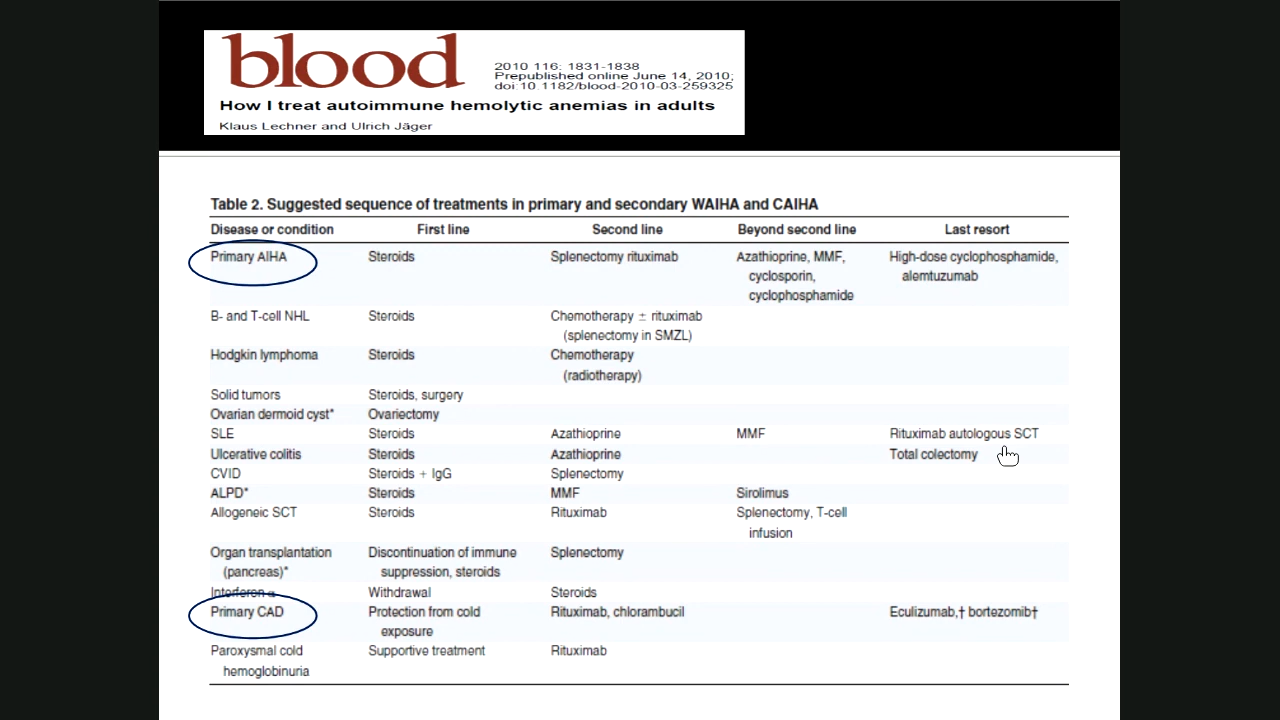 blood
2010 116: 1831-1838
Prepublished online June 14, 2010;
doi:10.1182/blood-2010-03-259325
How I treat autoimmune hemolytic anemias in adults
Klaus Lechner and Ulrich Jäger
Table 2. Suggested sequence of treatments in primary and secondary WAIHA and CAIHA
Disease or condition First line Second line Beyond second line Last resort
Primary AIHA Steroids Splenectomy rituximab Azathioprine, MMF, High-dose cyclophosphamide,
cyclosporin, alemtuzumab
cyclophosphamide
B- and T-cell NHL Steroids Chemotherapy ± rituximab
(splenectomy in SMZL)
Hodgkin lymphoma Steroids Chemotherapy
(radiotherapy)
Solid tumors Steroids, surgery
Ovarian dermoid cyst* Ovariectomy
SLE Steroids Azathioprine MMF Rituximab autologous SCT
Ulcerative colitis Steroids Azathioprine Total colectomy
CVID Steroids + IgG Splenectomy
ALPD* Steroids MMF Sirolimus
Allogeneic SCT Steroids Rituximab Splenectomy, T-cell
infusion
Organ transplantation Discontinuation of immune Splenectomy
(pancreas)* suppression, steroids
Interferon α Withdrawal Steroids
Primary CAD Protection from cold Rituximab, chlorambucil Eculizumab,† bortezomib†
exposure
Paroxysmal cold Supportive treatment Rituximab
hemoglobinuria